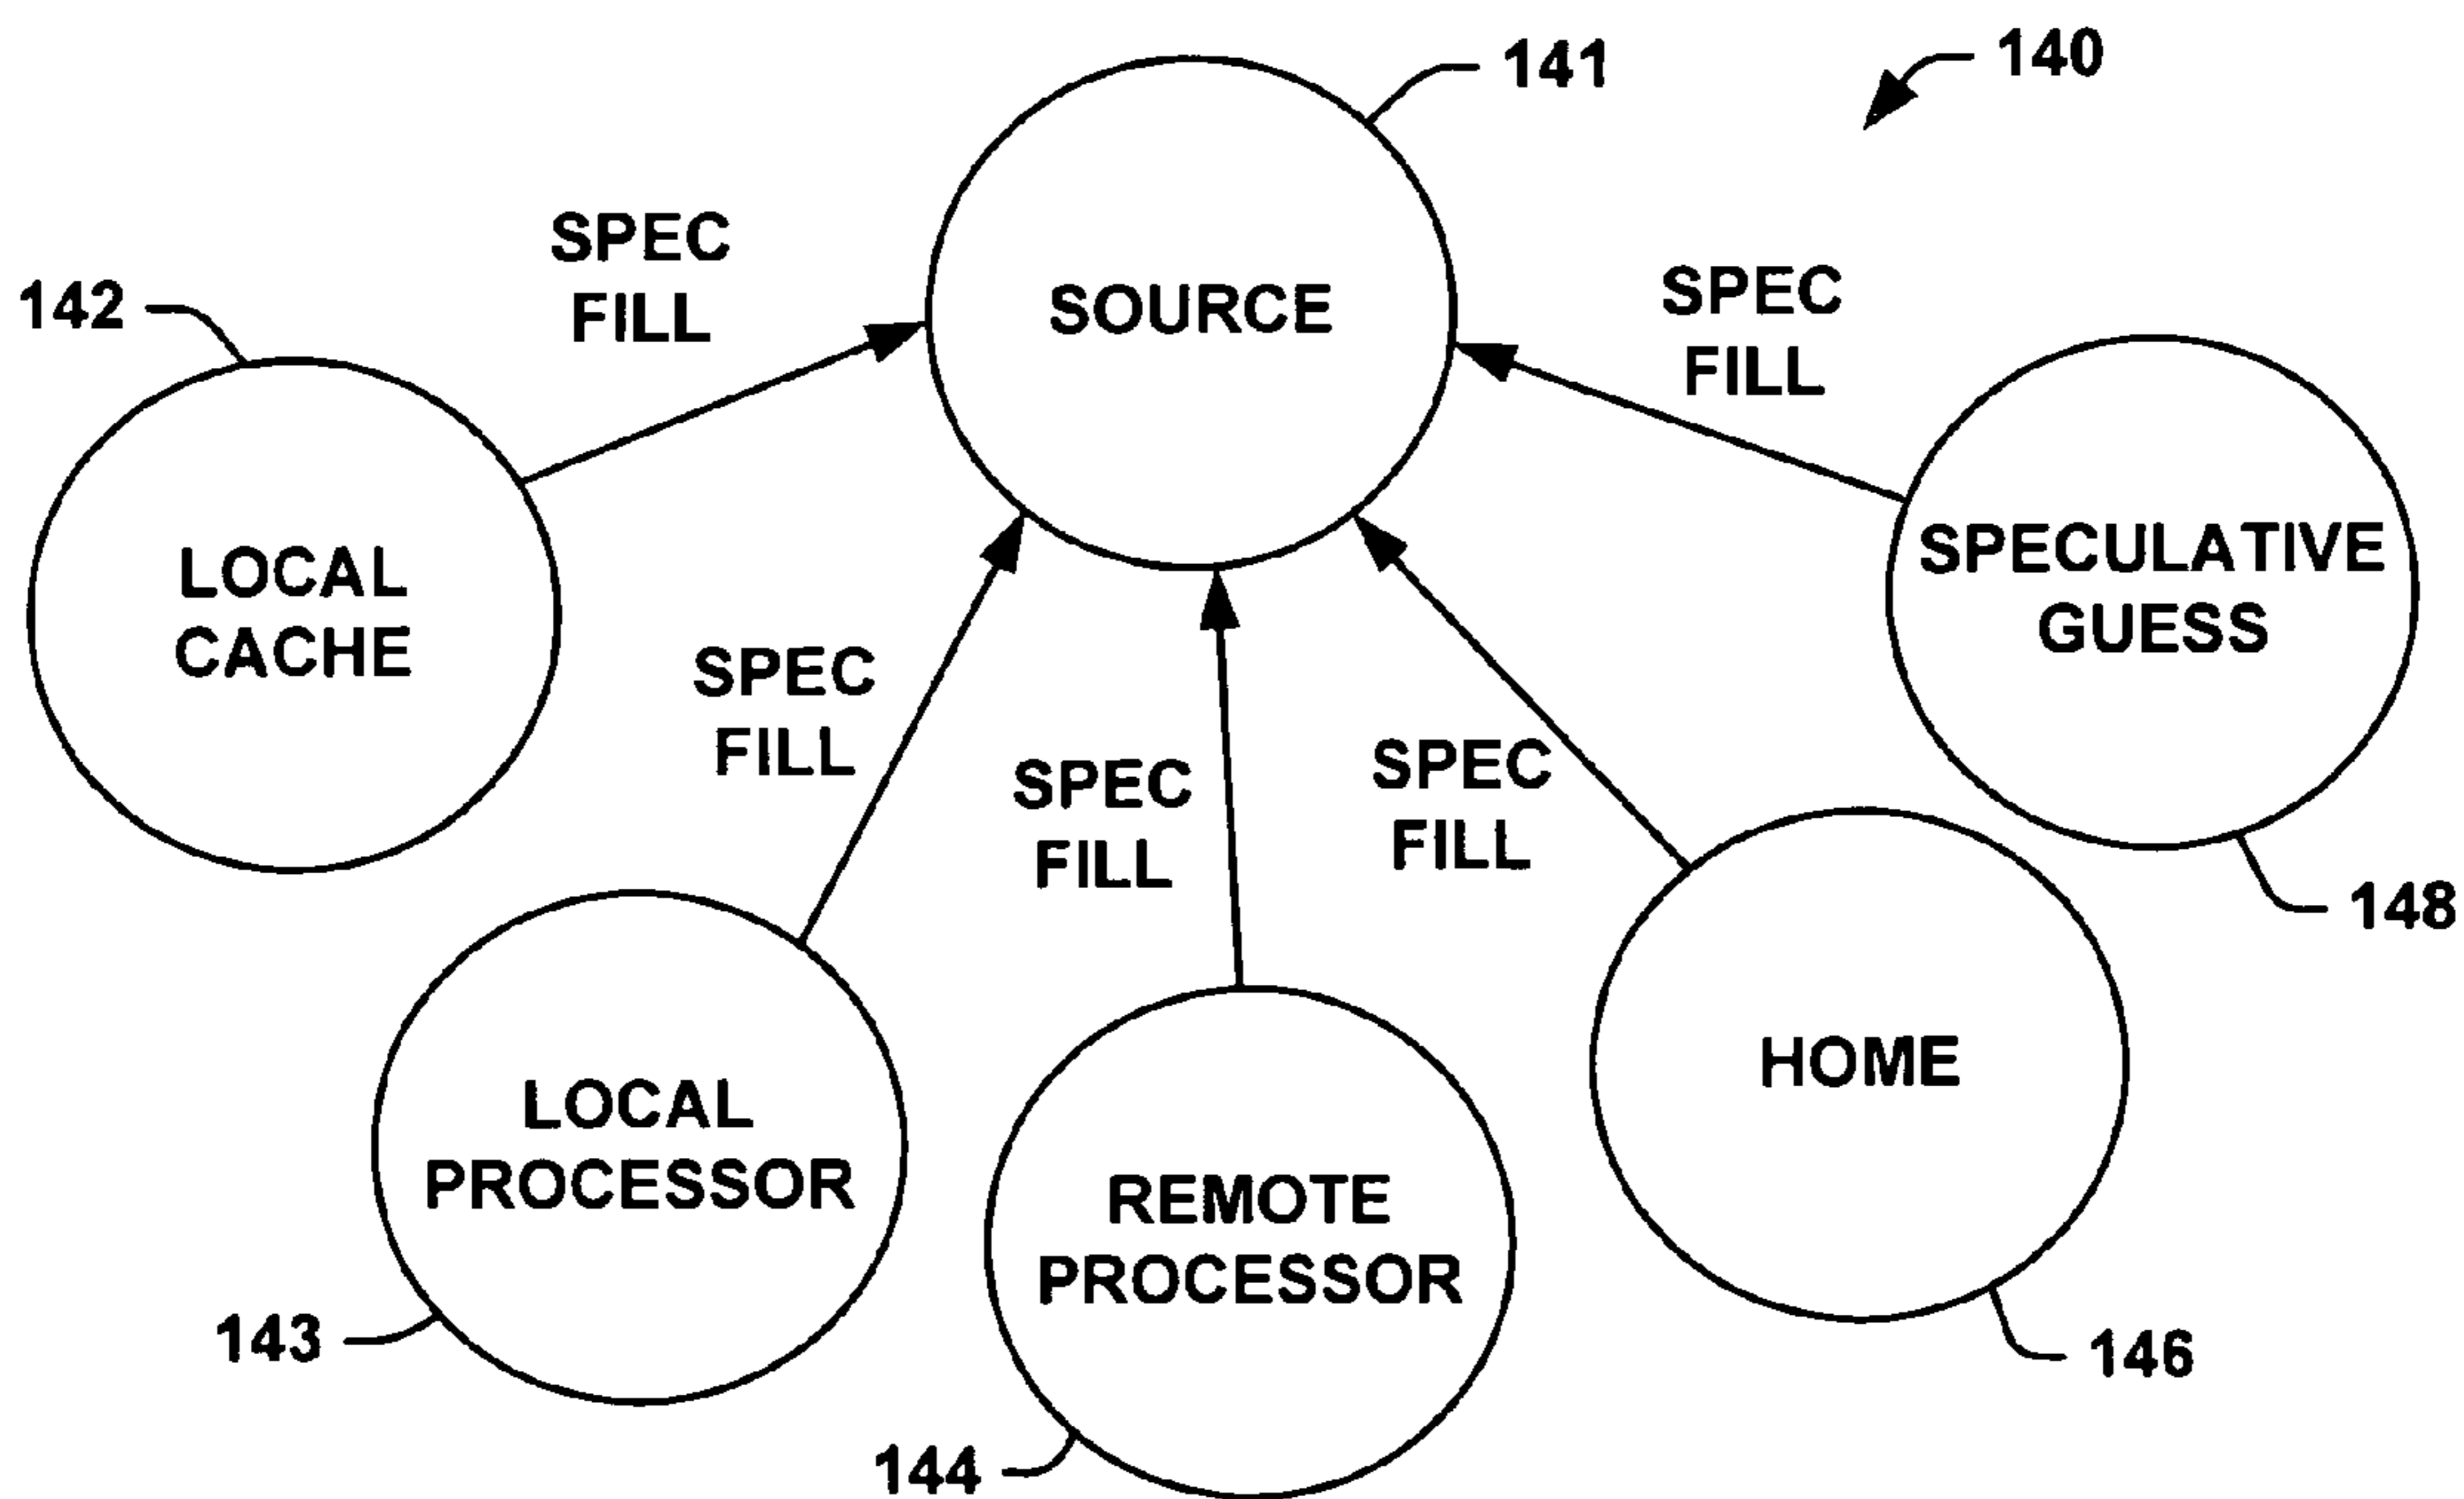 141
140
SPEC
FILL
SOURCE
SPEC
FILL
142
LOCAL
CACHE
SPECULATIVE
GUESS
SPEC
FILL
SPEC
FILL
SPEC
FILL
148
HOME
LOCAL
PROCESSOR
REMOTE
PROCESSOR
143
146
144